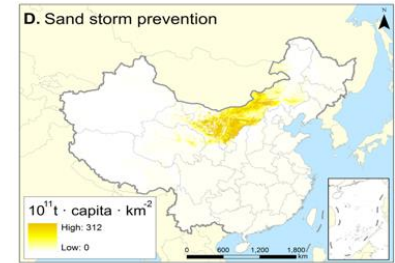 D. Sand storm prevention
N
10¹¹t · capita · km⁻²
High: 312
Low: 0
0 600 1,200 1,800
km